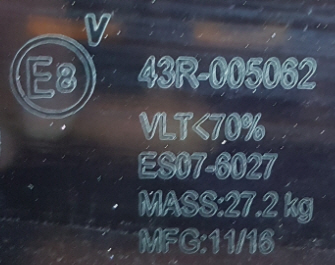 V
E8 43R-005062
VLT<70%
ES07-6027
MASS:27.2 kg
MFG:11/16